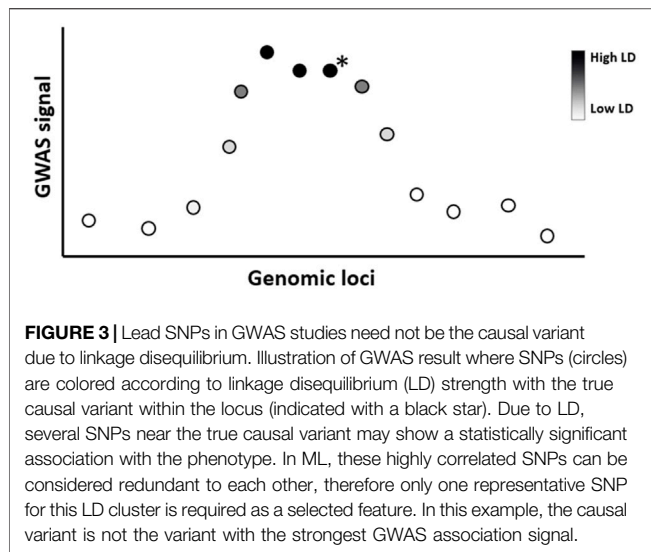 GWAS signal
*
High LD
Low LD
Genomic loci
FIGURE 3 | Lead SNPs in GWAS studies need not be the causal variant
due to linkage disequilibrium. Illustration of GWAS result where SNPs (circles)
are colored according to linkage disequilibrium (LD) strength with the true
causal variant within the locus (indicated with a black star). Due to LD,
several SNPs near the true causal variant may show a statistically significant
association with the phenotype. In ML, these highly correlated SNPs can be
considered redundant to each other, therefore only one representative SNP
for this LD cluster is required as a selected feature. In this example, the causal
variant is not the variant with the strongest GWAS association signal.